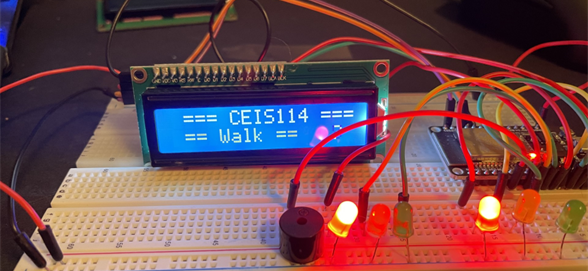 === CEIS114 ===
== Walk ==